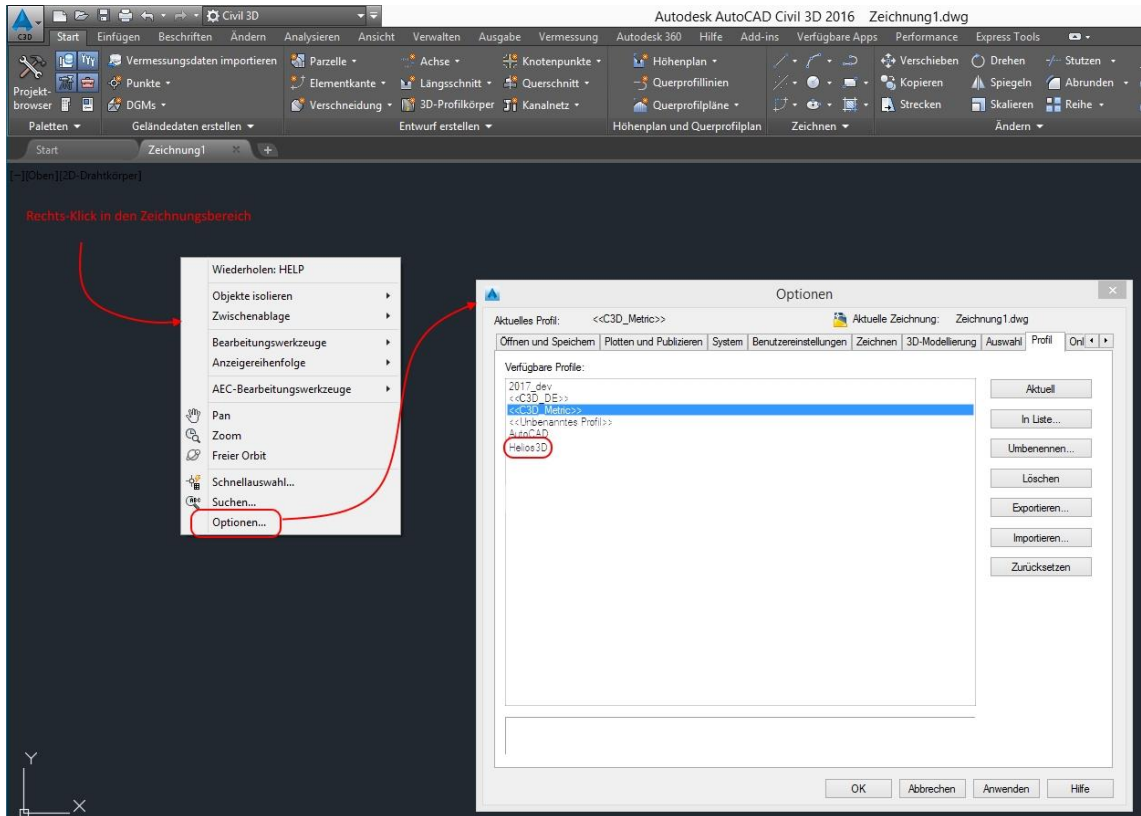 Civil 3D
Autodesk AutoCAD Civil 3D 2016 Zeichnung1.dwg
C3D
Start Einfügen Beschriften Ändern Analysieren Ansicht Verwalten Ausgabe Vermessung Autodesk 360 Hilfe Add-ins Verfügbare Apps Performance Express Tools
Projekt-
browser
Vermessungsdaten importieren
Punkte
DGMs
Parzelle
Elementkante
Verschneidung
Achse
Längsschnitt
3D-Profilkörper
Knotenpunkte
Querschnitt
Kanalnetz
Höhenplan
Querprofillinien
Querprofilpläne
Verschieben
Kopieren
Strecken
Drehen
Spiegeln
Skalieren
Stutzen
Abrunden
Reihe
Paletten Geländedaten erstellen Entwurf erstellen Höhenplan und Querprofilplan Zeichnen Ändern
Start Zeichnung1
[–][Oben][2D-Drahtkörper]
Rechts-Klick in den Zeichnungsbereich
Wiederholen: HELP
Objekte isolieren
Zwischenablage
Bearbeitungswerkzeuge
Anzeigereihenfolge
AEC-Bearbeitungswerkzeuge
Pan
Zoom
Freier Orbit
Schnellauswahl...
Suchen...
Optionen...
Optionen
Aktuelles Profil: <<C3D_Metric>> Aktuelle Zeichnung: Zeichnung1.dwg
Öffnen und Speichern Plotten und Publizieren System Benutzereinstellungen Zeichnen 3D-Modellierung Auswahl Profil Onl
Verfügbare Profile:
2017_dev
<<C3D_DE>>
<<C3D_Metric>>
<<Unbenanntes Profil>>
AutoCAD
Helios3D
Aktuell
In Liste...
Umbenennen...
Löschen
Exportieren...
Importieren...
Zurücksetzen
OK Abbrechen Anwenden Hilfe
Y
X